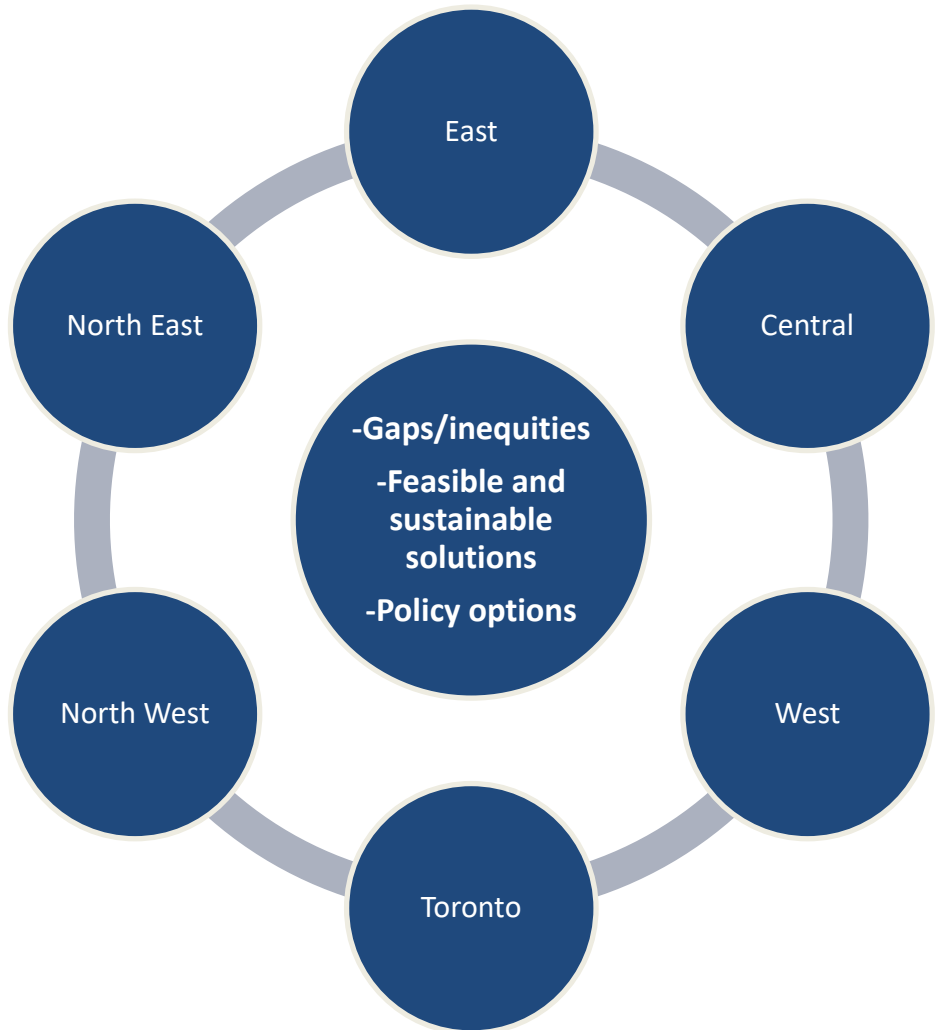 East
North East
Central
-Gaps/inequities
-Feasible and
sustainable
solutions
-Policy options
North West
West
Toronto